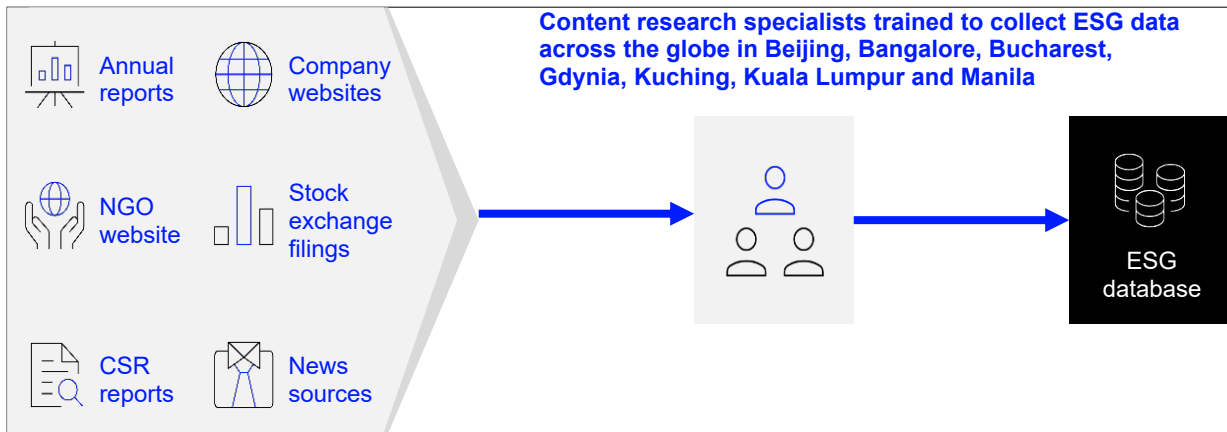 Content research specialists trained to collect ESG data
across the globe in Beijing, Bangalore, Bucharest,
Gdynia, Kuching, Kuala Lumpur and Manila
Annual
reports
Company
websites
NGO
website
Stock
exchange
filings
CSR
reports
News
sources
ESG
database